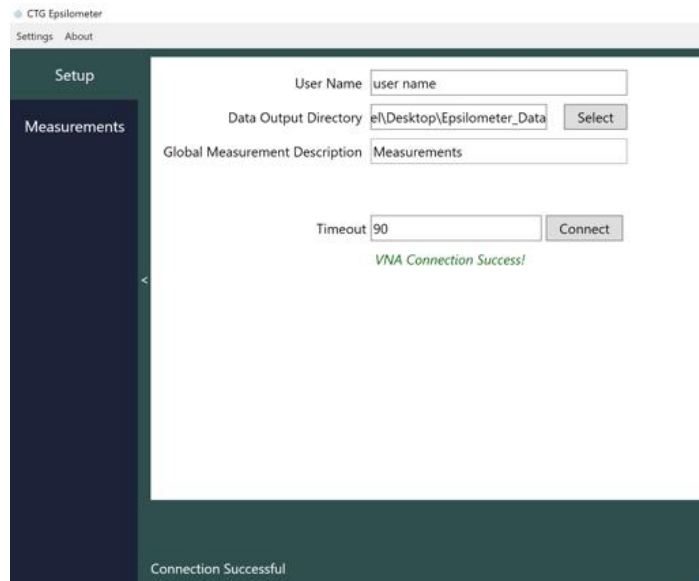 CTG Epsilometer
Settings About
Setup
Measurements
User Name user name
Data Output Directory el\Desktop\Epsilometer_Data Select
Global Measurement Description Measurements
Timeout 90 Connect
VNA Connection Success!
<
Connection Successful